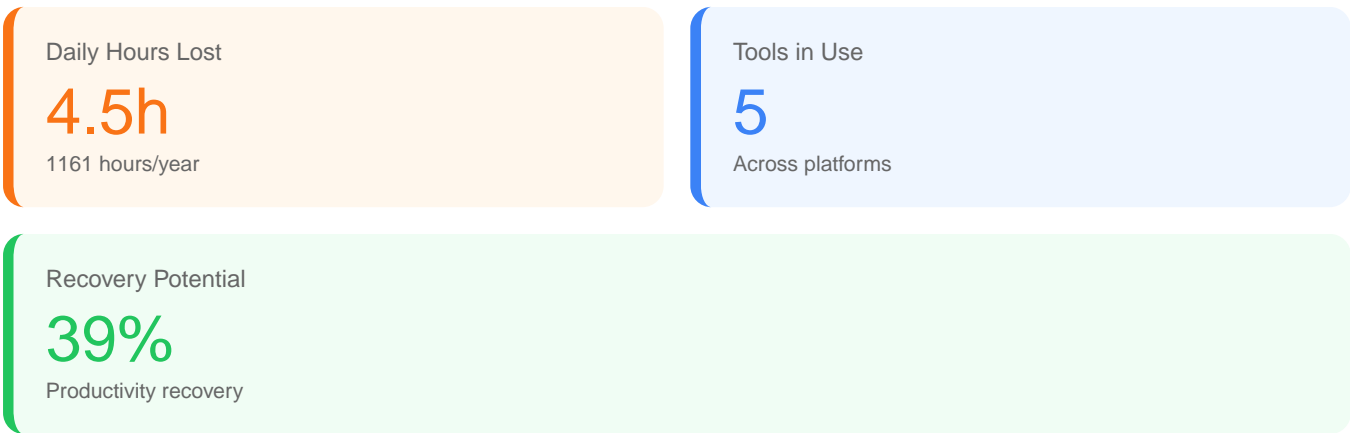 Daily Hours Lost
4.5h
1161 hours/year
Tools in Use
5
Across platforms
Recovery Potential
39%
Productivity recovery